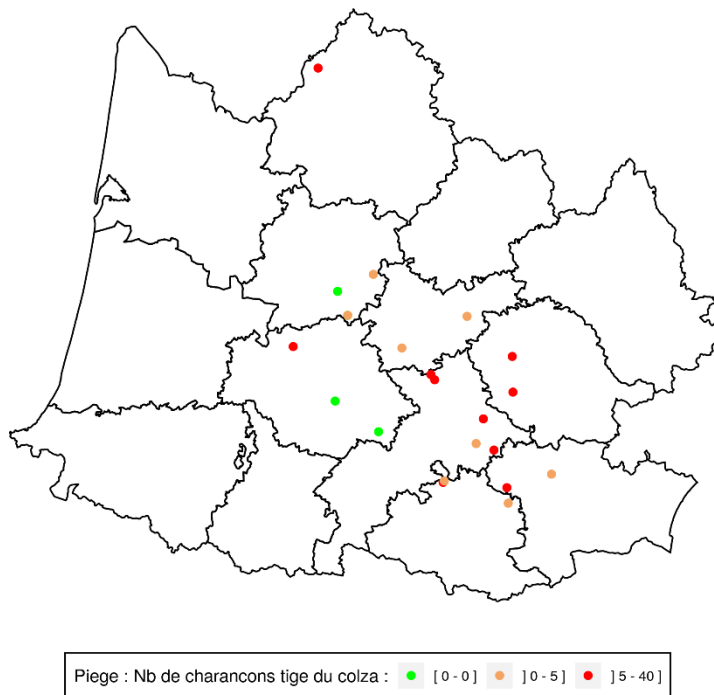 Piege : Nb de charancons tige du colza : [ 0 - 0 ] ] 0 - 5 ] ] 5 - 40 ]